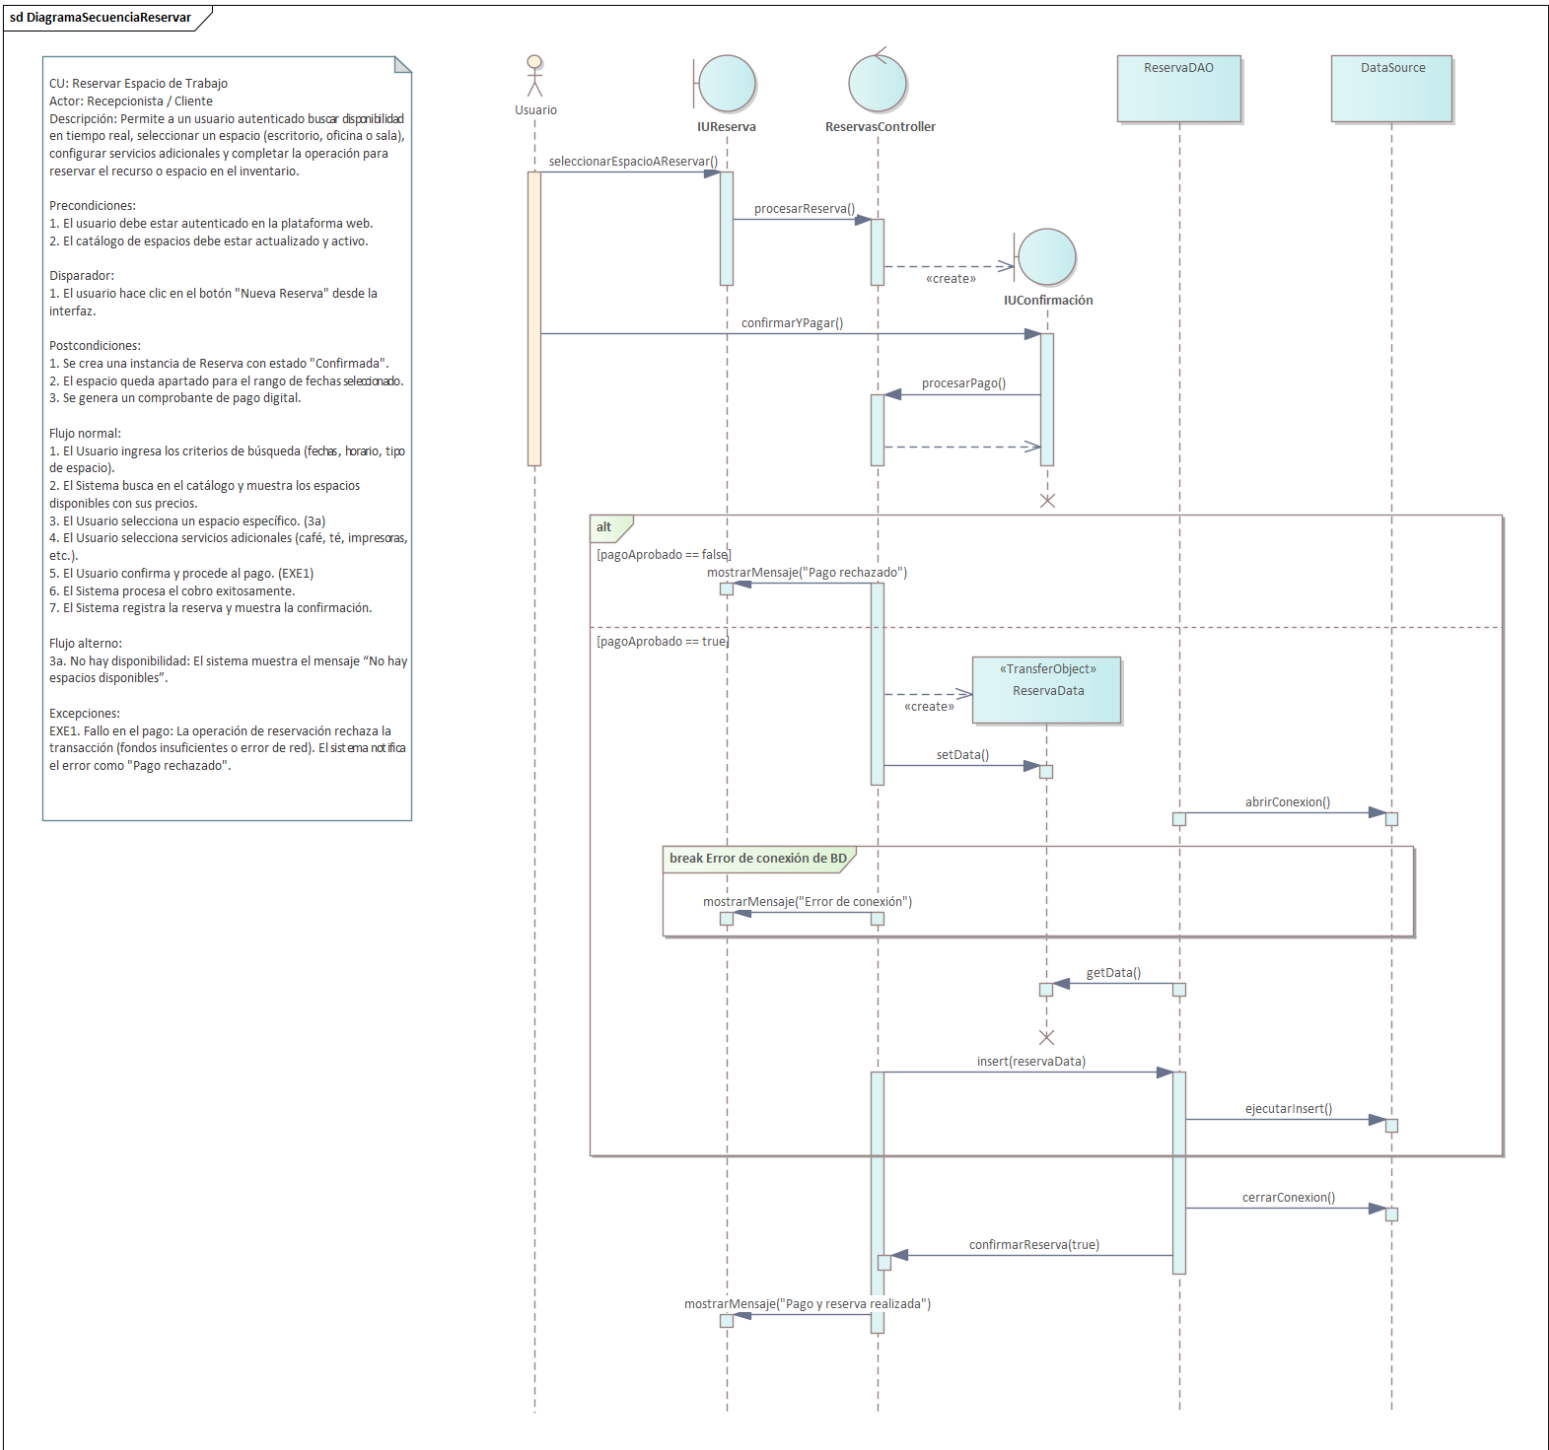 sd DiagramaSecuenciaReservar
CU: Reservar Espacio de Trabajo
Actor: Recepcionista / Cliente
Descripción: Permite a un usuario autenticado buscar disponibilidad
en tiempo real, seleccionar un espacio (escritorio, oficina o sala),
configurar servicios adicionales y completar la operación para
reservar el recurso o espacio en el inventario.
Precondiciones:
1. El usuario debe estar autenticado en la plataforma web.
2. El catálogo de espacios debe estar actualizado y activo.
Disparador:
1. El usuario hace clic en el botón "Nueva Reserva" desde la
interfaz.
Postcondiciones:
1. Se crea una instancia de Reserva con estado "Confirmada".
2. El espacio queda apartado para el rango de fechas seleccionado.
3. Se genera un comprobante de pago digital.
Flujo normal:
1. El Usuario ingresa los criterios de búsqueda (fechas, horario, tipo
de espacio).
2. El Sistema busca en el catálogo y muestra los espacios
disponibles con sus precios.
3. El Usuario selecciona un espacio específico. (3a)
4. El Usuario selecciona servicios adicionales (café, té, impresoras,
etc.).
5. El Usuario confirma y procede al pago. (EXE1)
6. El Sistema procesa el cobro exitosamente.
7. El Sistema registra la reserva y muestra la confirmación.
Flujo alterno:
3a. No hay disponibilidad: El sistema muestra el mensaje “No hay
espacios disponibles”.
Excepciones:
EXE1. Fallo en el pago: La operación de reservación rechaza la
transacción (fondos insuficientes o error de red). El sistema notifica
el error como "Pago rechazado".
Usuario
IUReserva
ReservasController
ReservaDAO
DataSource
seleccionarEspacioAReservar()
procesarReserva()
«create»
IUConfirmación
confirmarYPagar()
procesarPago()
alt
[pagoAprobado == false]
mostrarMensaje("Pago rechazado")
[pagoAprobado == true]
«TransferObject»
ReservaData
«create»
setData()
abrirConexion()
break Error de conexión de BD
mostrarMensaje("Error de conexión")
getData()
insert(reservaData)
ejecutarInsert()
cerrarConexion()
confirmarReserva(true)
mostrarMensaje("Pago y reserva realizada")